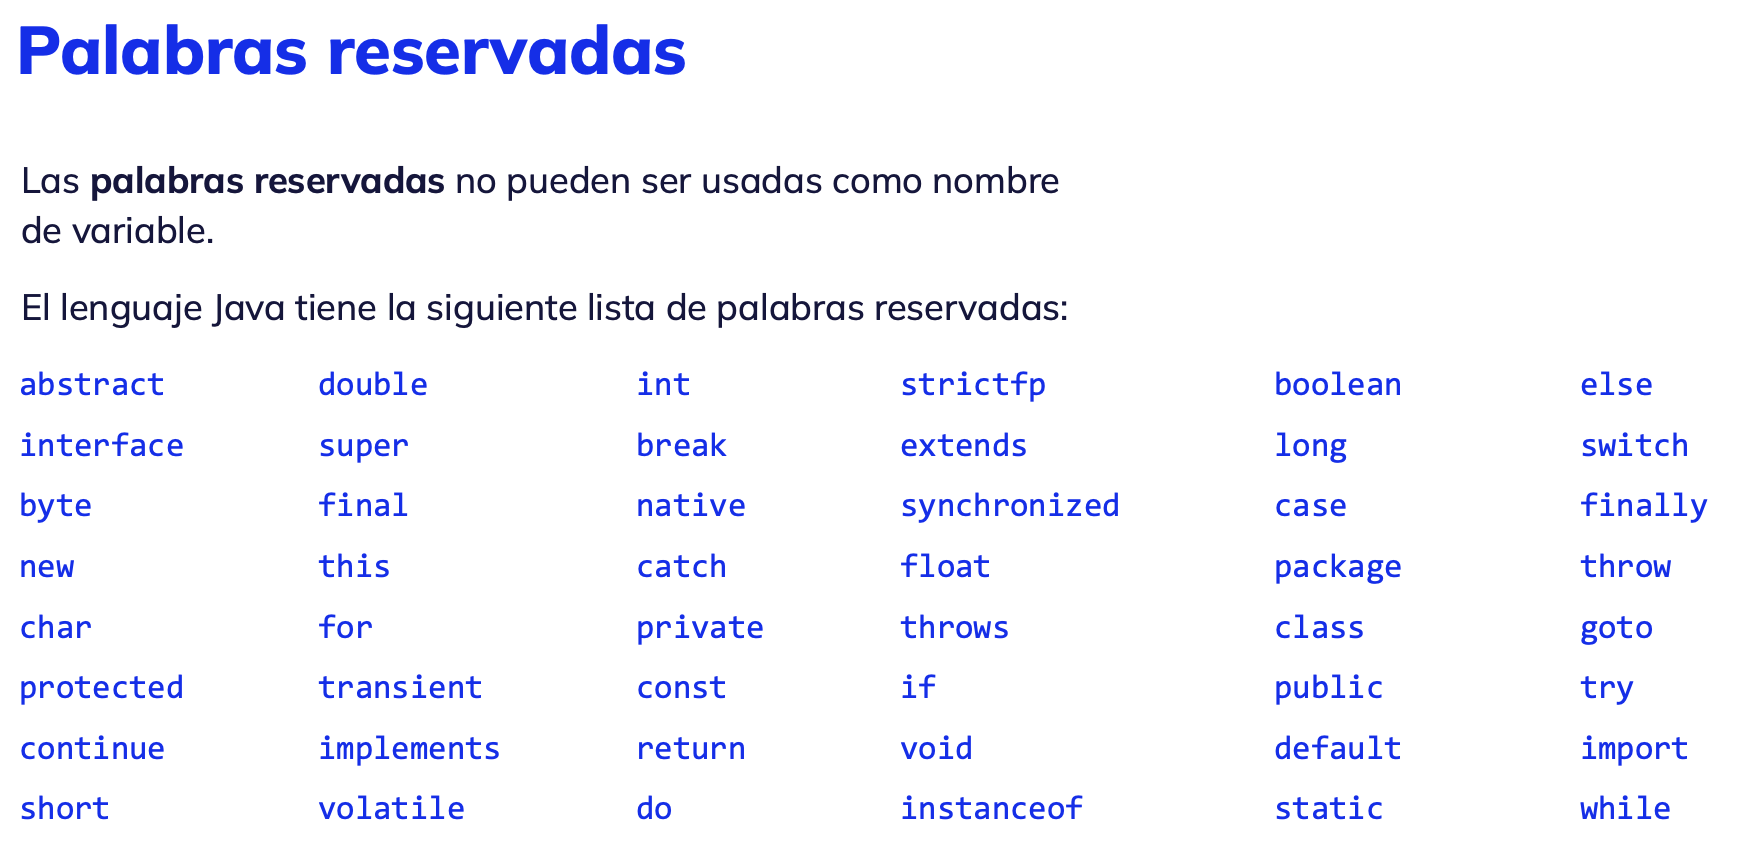 Palabras reservadas
Las palabras reservadas no pueden ser usadas como nombre
de variable.
El lenguaje Java tiene la siguiente lista de palabras reservadas:
abstract double int strictfp boolean else
interface super break extends long switch
byte final native synchronized case finally
new this catch float package throw
char for private throws class goto
protected transient const if public try
continue implements return void default import
short volatile do instanceof static while